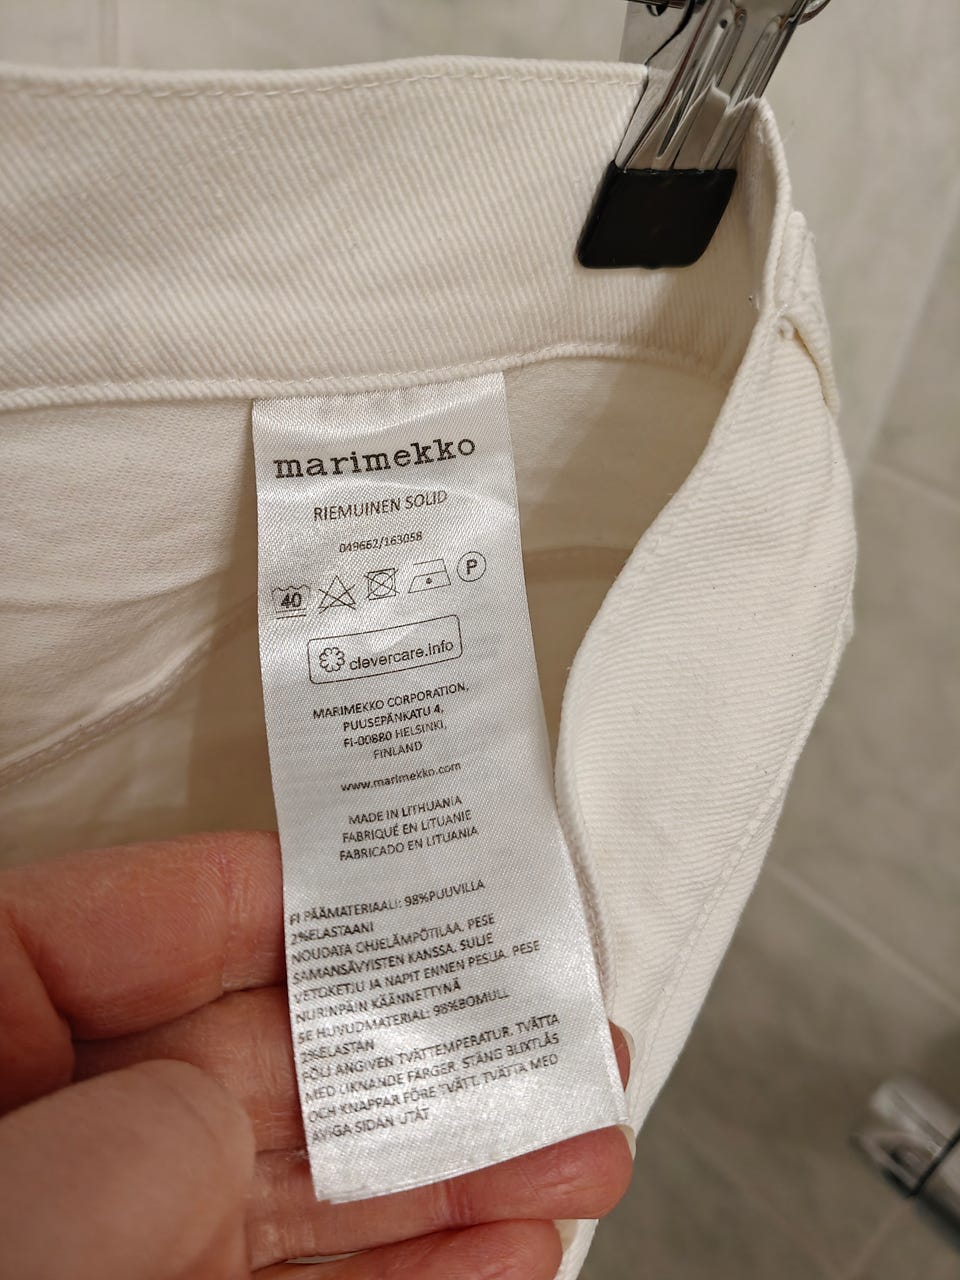 marimekko
RIEMUINEN SOLID
049662/163058
40
P
clevercare.info
MARIMEKKO CORPORATION,
PUUSEPÄNKATU 4,
FI-00880 HELSINKI,
FINLAND
www.marimekko.com
MADE IN LITHUANIA
FABRIQUÉ EN LITUANIE
FABRICADO EN LITUANIA
FI PÄÄMATERIAALI: 98%PUUVILLA
2%ELASTAANI
NOUDATA OHJELÄMPÖTILAA. PESE
SAMANSÄVYISTEN KANSSA. SULJE
VETOKETJU JA NAPIT ENNEN PESUA. PESE
NURINPÄIN KÄÄNNETTYNÄ
SE HUVUDMATERIAL: 98%BOMULL
2%ELASTAN
FÖLJ ANGIVEN TVÄTTEMPERATUR. TVÄTTA
MED LIKNANDE FÄRGER. STÄNG BLIXTLÅS
OCH KNAPPAR FÖRE TVÄTT. TVÄTTA MED
AVIGA SIDAN UTÅT